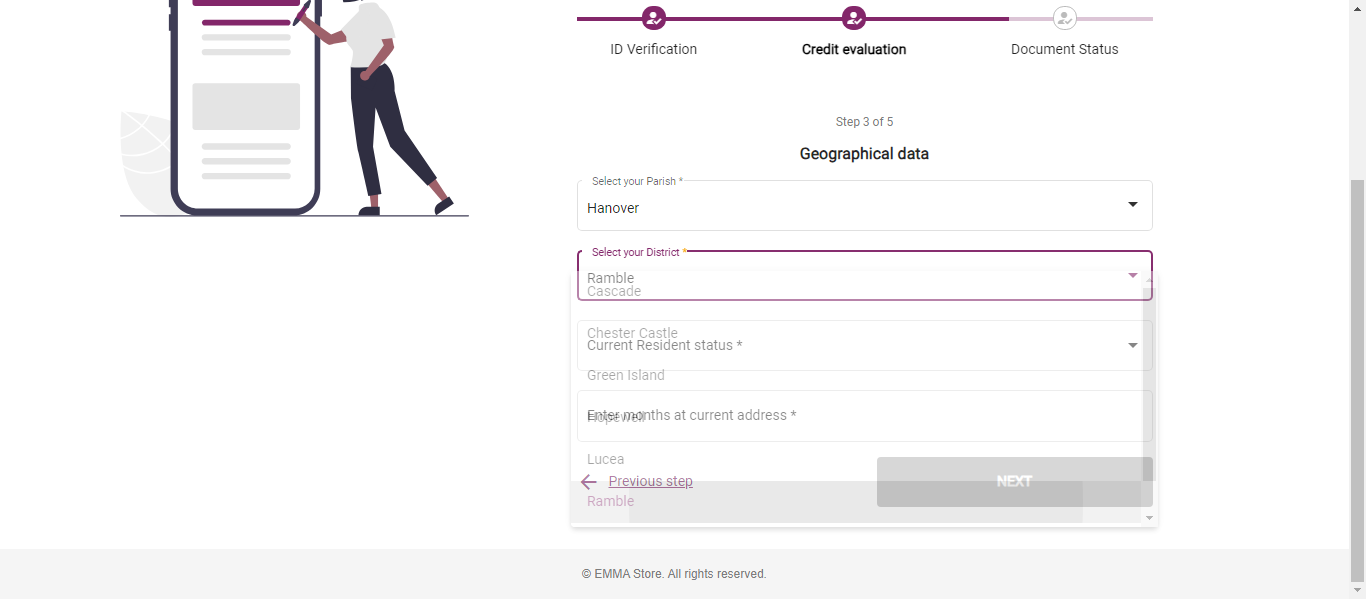 ID Verification
Credit evaluation
Document Status
Step 3 of 5
Geographical data
Select your Parish *
Hanover
Select your District *
Ramble
Cascade
Chester Castle
Current Resident status *
Green Island
Enter months at current address *
Hopewell
Lucea
Previous step
NEXT
Ramble
© EMMA Store. All rights reserved.